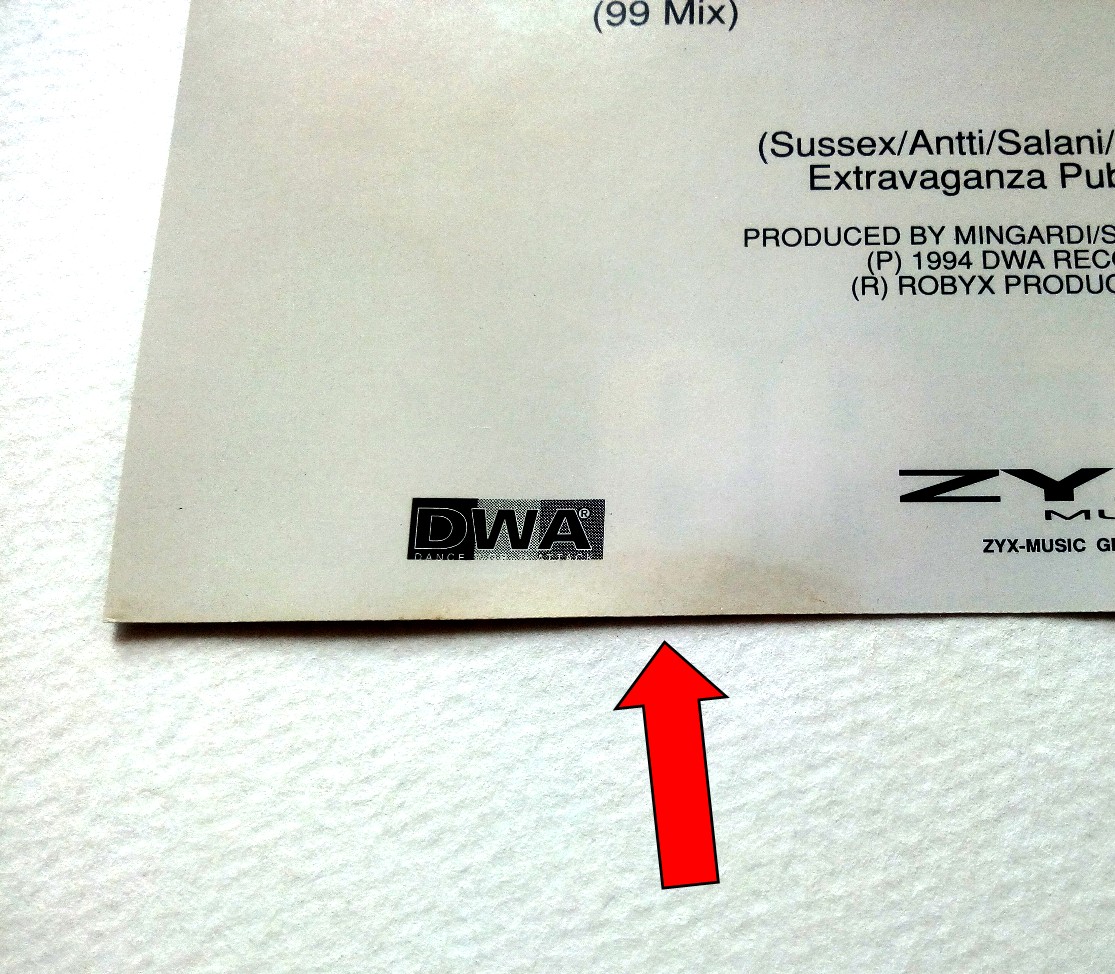 (99 Mix)
(Sussex/Antti/Salani/
Extravaganza Pub
PRODUCED BY MINGARDI/S
(P) 1994 DWA RECO
(R) ROBYX PRODUC
ZY
MU
DWA®
DANCE
ZYX-MUSIC G